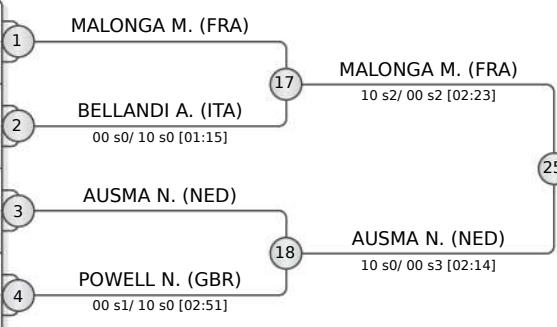 MALONGA M. (FRA)
1
17
MALONGA M. (FRA)
10 s2/ 00 s2 [02:23]
BELLANDI A. (ITA)
2
00 s0/ 10 s0 [01:15]
25
AUSMA N. (NED)
3
18
AUSMA N. (NED)
10 s0/ 00 s3 [02:14]
POWELL N. (GBR)
4
00 s1/ 10 s0 [02:51]